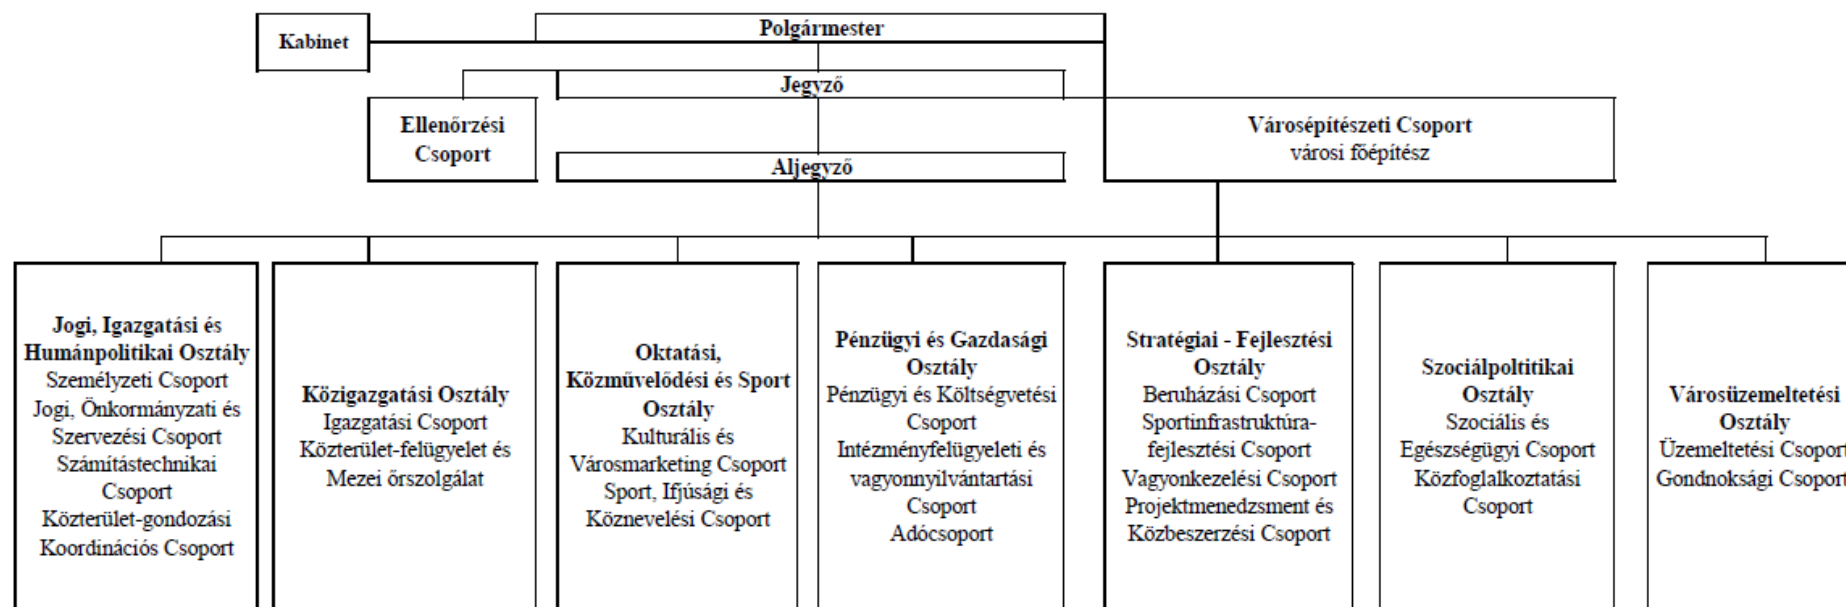 Kabinet
Polgármester
Jegyző
Ellenőrzési
Csoport
Városépítészeti Csoport
városi főépítész
Aljegyző
Jogi, Igazgatási és
Humánpolitikai Osztály
Személyzeti Csoport
Jogi, Önkormányzati és
Szervezési Csoport
Számítástechnikai
Csoport
Közterület-gondozási
Koordinációs Csoport
Közigazgatási Osztály
Igazgatási Csoport
Közterület-felügyelet és
Mezei őrszolgálat
Oktatási,
Közművelődési és Sport
Osztály
Kulturális és
Városmarketing Csoport
Sport, Ifjúsági és
Köznevelési Csoport
Pénzügyi és Gazdasági
Osztály
Pénzügyi és Költségvetési
Csoport
Intézményfelügyeleti és
vagyonnyilvántartási
Csoport
Adócsoport
Stratégiai - Fejlesztési
Osztály
Beruházási Csoport
Sportinfrastruktúra-
fejlesztési Csoport
Vagyonkezelési Csoport
Projektmenedzsment és
Közbeszerzési Csoport
Szociálpoltitikai
Osztály
Szociális és
Egészségügyi Csoport
Közfoglalkoztatási
Csoport
Városüzemeltetési
Osztály
Üzemeltetési Csoport
Gondnoksági Csoport